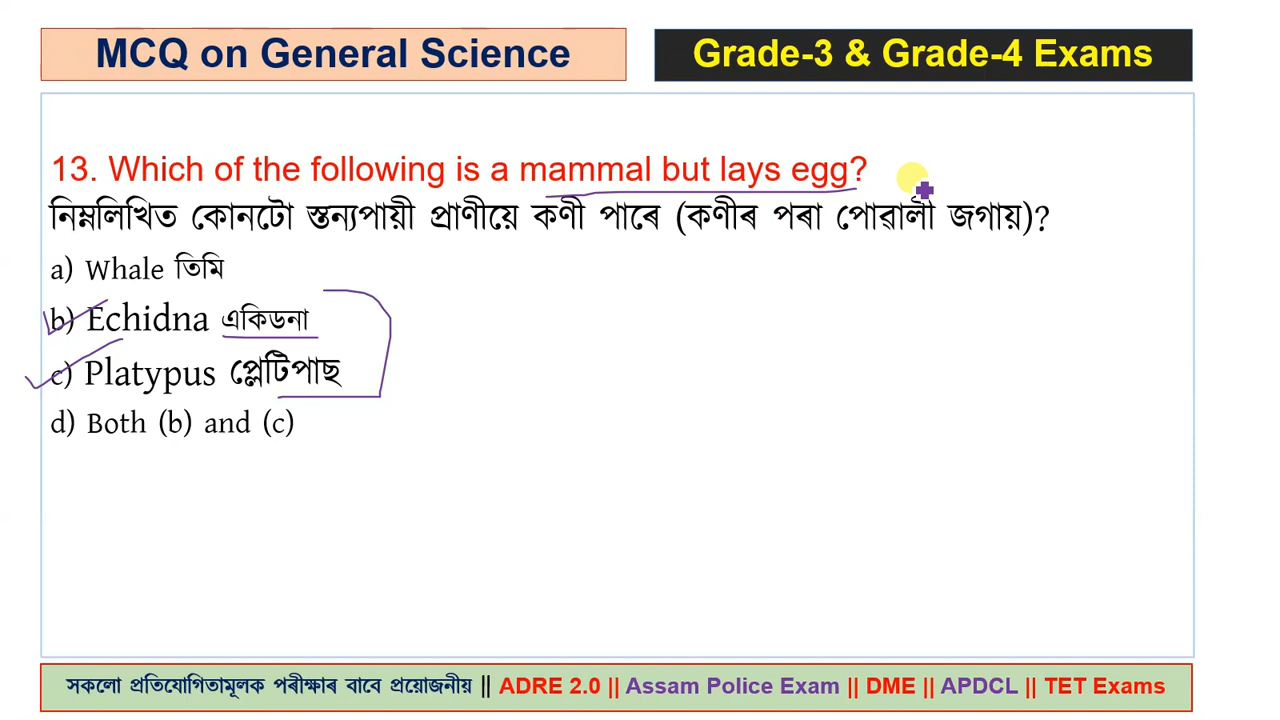 MCQ on General Science
Grade-3 & Grade-4 Exams
13. Which of the following is a mammal but lays egg?
নিম্নলিখিত কোনটো স্তন্যপায়ী প্ৰাণীয়ে কণী পাৰে (কণীৰ পৰা পোৱালী জগায়)?
a) Whale তিমি
b) Echidna একিডনা
c) Platypus প্লেটিপাছ
d) Both (b) and (c)
সকলো প্ৰতিযোগিতামূলক পৰীক্ষাৰ বাবে প্ৰয়োজনীয় || ADRE 2.0 || Assam Police Exam || DME || APDCL || TET Exams